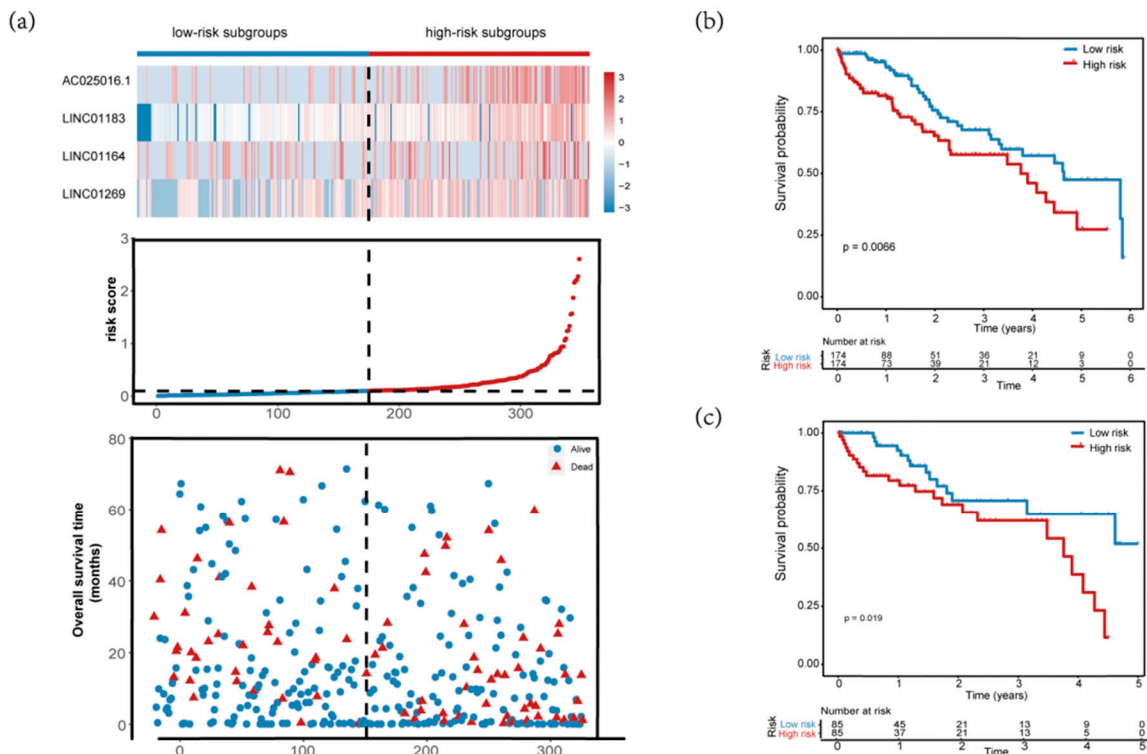 (a)
low-risk subgroups
high-risk subgroups
AC025016.1
LINC01183
LINC01164
LINC01269
3
2
1
0
−1
−2
−3
risk score
3
2
1
0
0 100 200 300
Overall survival time
(months)
80
60
40
20
0
Alive
Dead
0 100 200 300
(b)
Survival probability
1.00
0.75
0.50
0.25
0.00
Low risk
High risk
p = 0.0066
0 1 2 3 4 5 6
Time (years)
Number at risk
Risk
Low risk 174 88 51 36 21 9 0
High risk 174 73 39 21 12 3 0
0 1 2 3 4 5 6
Time
(c)
Survival probability
1.00
0.75
0.50
0.25
0.00
Low risk
High risk
p = 0.019
0 1 2 3 4 5
Time (years)
Number at risk
Risk
Low risk 85 45 21 13 9 0
High risk 85 37 21 13 5 0
0 1 2 3 4 5
Time